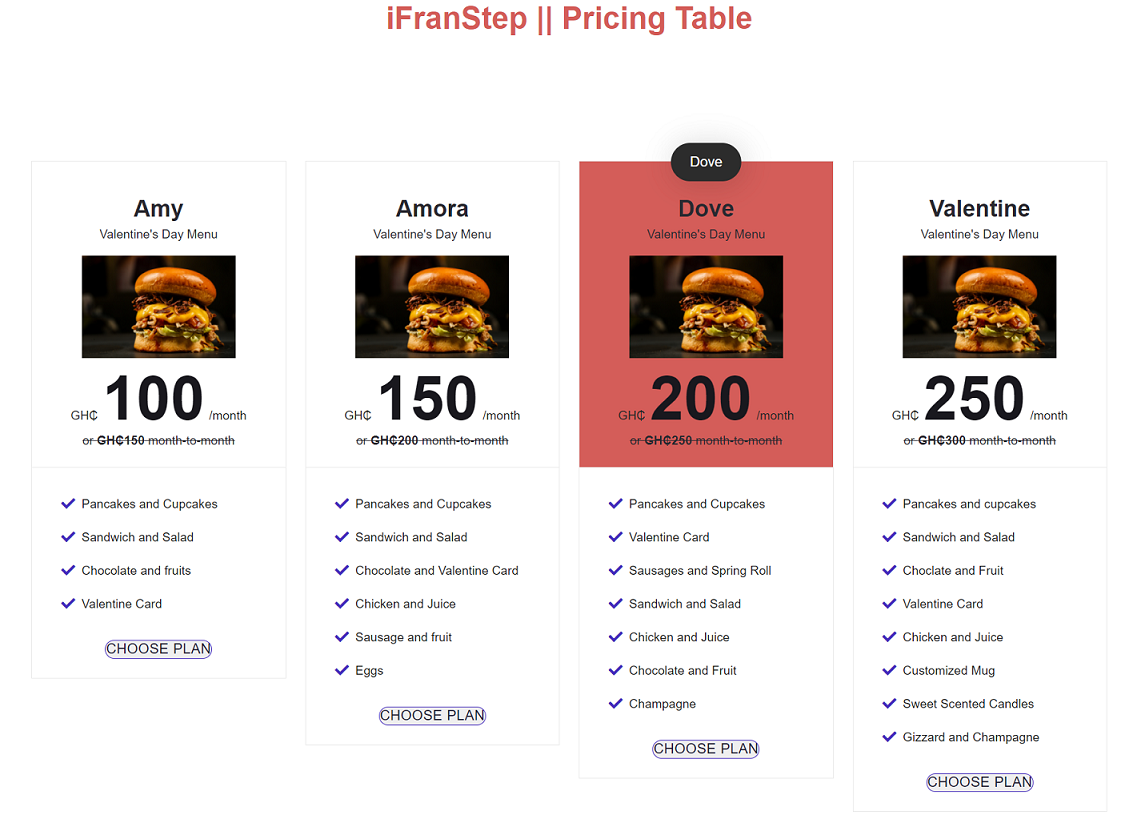 iFranStep || Pricing Table
Amy
Valentine's Day Menu
GH₵ 100 /month
or GH₵150 month-to-month
Pancakes and Cupcakes
Sandwich and Salad
Chocolate and fruits
Valentine Card
CHOOSE PLAN
Amora
Valentine's Day Menu
GH₵ 150 /month
or GH₵200 month-to-month
Pancakes and Cupcakes
Sandwich and Salad
Chocolate and Valentine Card
Chicken and Juice
Sausage and fruit
Eggs
CHOOSE PLAN
Dove
Dove
Valentine's Day Menu
GH₵ 200 /month
or GH₵250 month-to-month
Pancakes and Cupcakes
Valentine Card
Sausages and Spring Roll
Sandwich and Salad
Chicken and Juice
Chocolate and Fruit
Champagne
CHOOSE PLAN
Valentine
Valentine's Day Menu
GH₵ 250 /month
or GH₵300 month-to-month
Pancakes and cupcakes
Sandwich and Salad
Choclate and Fruit
Valentine Card
Chicken and Juice
Customized Mug
Sweet Scented Candles
Gizzard and Champagne
CHOOSE PLAN